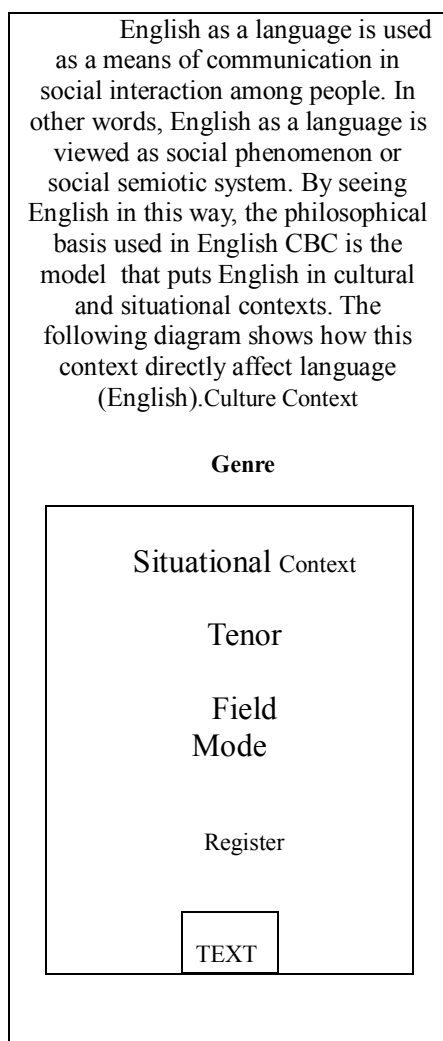 English as a language is used
as a means of communication in
social interaction among people. In
other words, English as a language is
viewed as social phenomenon or
social semiotic system. By seeing
English in this way, the philosophical
basis used in English CBC is the
model that puts English in cultural
and situational contexts. The
following diagram shows how this
context directly affect language
(English).Culture Context
Genre
Situational Context
Tenor
Field
Mode
Register
TEXT